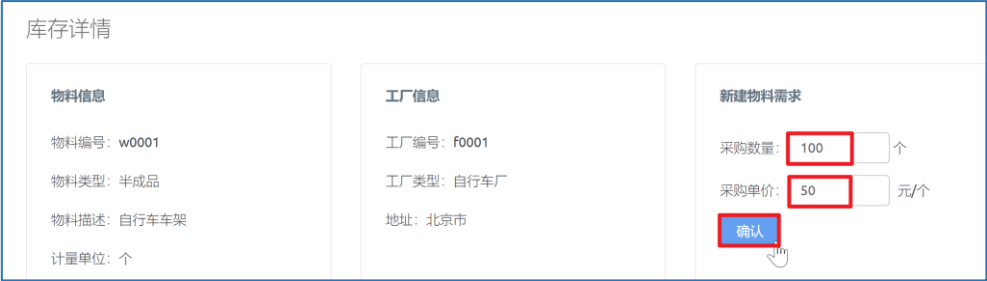 库存详情
物料信息
物料编号：w0001
物料类型：半成品
物料描述：自行车车架
计量单位：个
工厂信息
工厂编号：f0001
工厂类型：自行车厂
地址：北京市
新建物料需求
采购数量：100 个
采购单价：50 元/个
确认